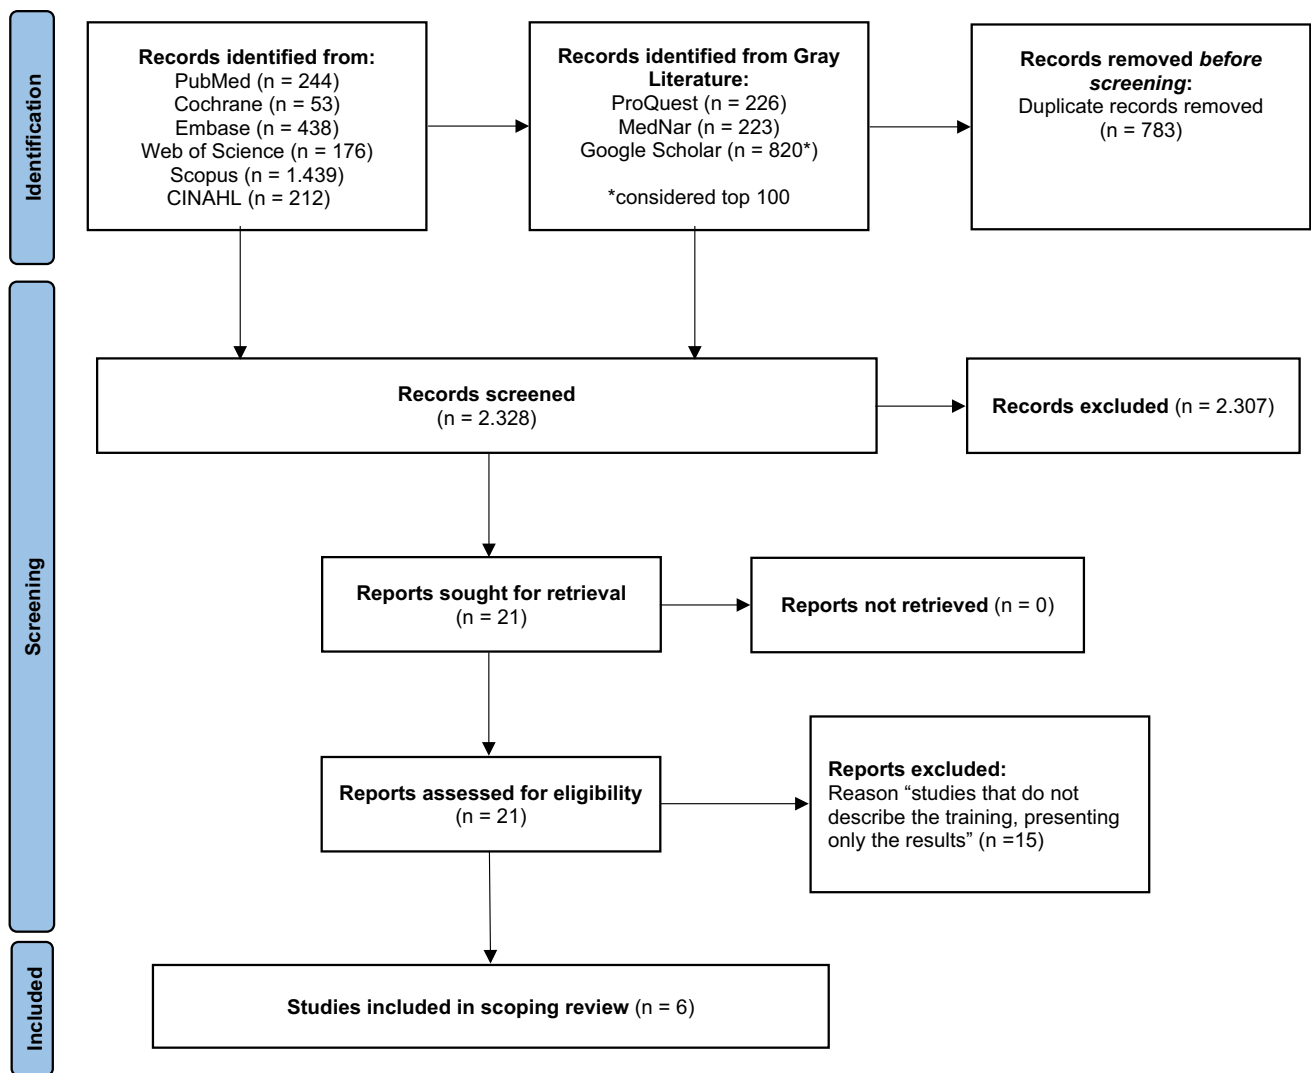 Identification
Records identified from:
PubMed (n = 244)
Cochrane (n = 53)
Embase (n = 438)
Web of Science (n = 176)
Scopus (n = 1.439)
CINAHL (n = 212)
Records identified from Gray
Literature:
ProQuest (n = 226)
MedNar (n = 223)
Google Scholar (n = 820*)
*considered top 100
Records removed before
screening:
Duplicate records removed
(n = 783)
Screening
Records screened
(n = 2.328)
Records excluded (n = 2.307)
Reports sought for retrieval
(n = 21)
Reports not retrieved (n = 0)
Reports assessed for eligibility
(n = 21)
Reports excluded:
Reason “studies that do not
describe the training, presenting
only the results” (n =15)
Included
Studies included in scoping review (n = 6)